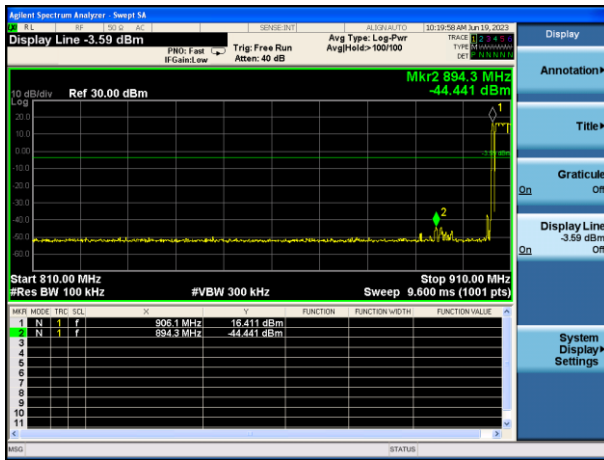 Agilent Spectrum Analyzer - Swept SA
RL RF 50 Ω AC SENSE:INT ALIGNAUTO 10:19:58 AM Jun 19, 2023
Display Line -3.59 dBm
PNO: Fast
IFGain:Low
Trig: Free Run
Atten: 40 dB
Avg Type: Log-Pwr
Avg|Hold:>100/100
TRACE 1 2 3 4 5 6
TYPE
DET P N N N N N
Mkr2 894.3 MHz
-44.441 dBm
10 dB/div Ref 30.00 dBm
Log
20.0
10.0
0.00
-10.0
-20.0
-30.0
-40.0
-50.0
-60.0
1
2
Start 810.00 MHz
Stop 910.00 MHz
#Res BW 100 kHz #VBW 300 kHz Sweep 9.600 ms (1001 pts)
MKR MODE TRC SCL X Y FUNCTION FUNCTION WIDTH FUNCTION VALUE
1 N 1 f 906.1 MHz 16.411 dBm
2 N 1 f 894.3 MHz -44.441 dBm
3
4
5
6
7
8
9
10
11
MSG STATUS
Display
Annotation
Title
Graticule
On Off
Display Line
-3.59 dBm
On Off
System
Display
Settings